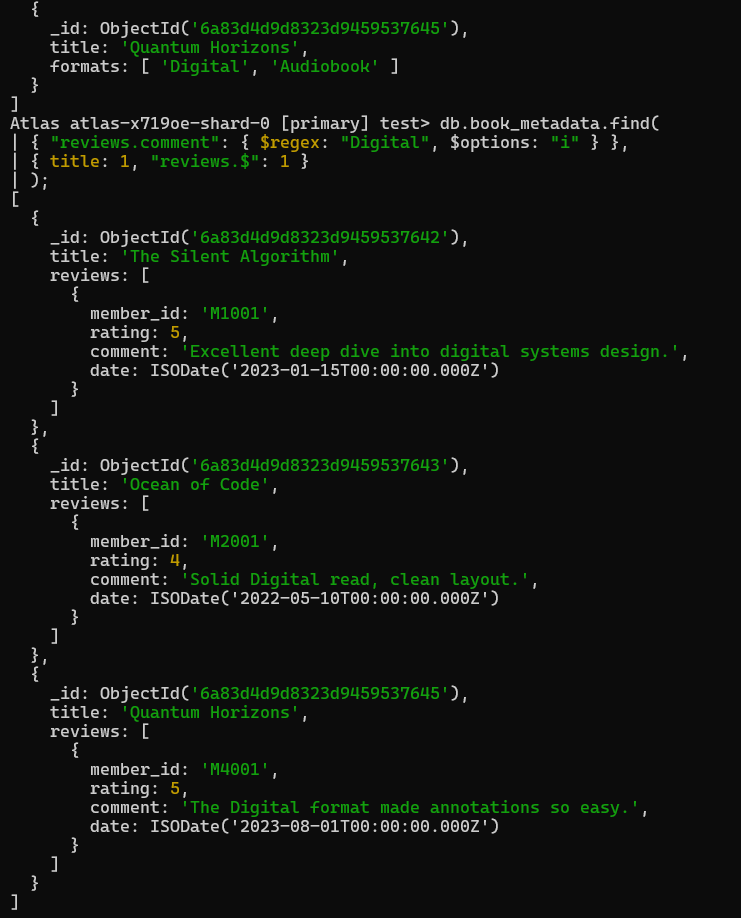 {
    _id: ObjectId('6a83d4d9d8323d9459537645'),
    title: 'Quantum Horizons',
    formats: [ 'Digital', 'Audiobook' ]
  }
]
Atlas atlas-x719oe-shard-0 [primary] test> db.book_metadata.find(
| { "reviews.comment": { $regex: "Digital", $options: "i" } },
| { title: 1, "reviews.$": 1 }
| );
[
  {
    _id: ObjectId('6a83d4d9d8323d9459537642'),
    title: 'The Silent Algorithm',
    reviews: [
      {
        member_id: 'M1001',
        rating: 5,
        comment: 'Excellent deep dive into digital systems design.',
        date: ISODate('2023-01-15T00:00:00.000Z')
      }
    ]
  },
  {
    _id: ObjectId('6a83d4d9d8323d9459537643'),
    title: 'Ocean of Code',
    reviews: [
      {
        member_id: 'M2001',
        rating: 4,
        comment: 'Solid Digital read, clean layout.',
        date: ISODate('2022-05-10T00:00:00.000Z')
      }
    ]
  },
  {
    _id: ObjectId('6a83d4d9d8323d9459537645'),
    title: 'Quantum Horizons',
    reviews: [
      {
        member_id: 'M4001',
        rating: 5,
        comment: 'The Digital format made annotations so easy.',
        date: ISODate('2023-08-01T00:00:00.000Z')
      }
    ]
  }
]